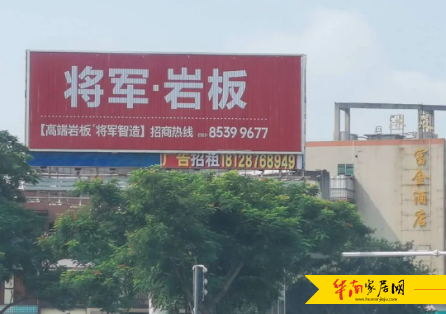 将军·岩板
【高端岩板 将军智造】招商热线 8539 9677
告招租 18128768949
富金酒店
华南家居网